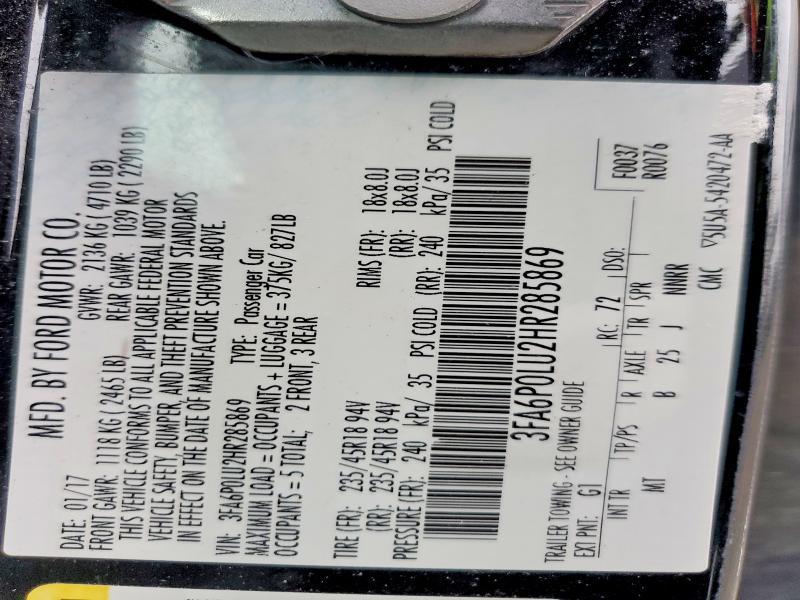 MFD. BY FORD MOTOR CO.
DATE: 01/17 GVWR: 2136 KG ( 4710 LB)
FRONT GAWR: 1118 KG ( 2465 LB) REAR GAWR: 1039 KG ( 2290 LB)
THIS VEHICLE CONFORMS TO ALL APPLICABLE FEDERAL MOTOR
VEHICLE SAFETY, BUMPER, AND THEFT PREVENTION STANDARDS
IN EFFECT ON THE DATE OF MANUFACTURE SHOWN ABOVE.
VIN: 3FA6P0LU2HR285869 TYPE: Passenger Car
MAXIMUM LOAD = OCCUPANTS + LUGGAGE = 375KG/ 827LB
OCCUPANTS = 5 TOTAL; 2 FRONT, 3 REAR
TIRE (FR): 235/45R18 94V RIMS (FR): 18x8.0J
(RR): 235/45R18 94V (RR): 18x8.0J
PRESSURE (FR): 240 kPa/ 35 PSI COLD (RR): 240 kPa/ 35 PSI COLD
3FA6P0LU2HR285869
TRAILER TOWING - SEE OWNER GUIDE F0037
EXT PNT: G1 RC: 72 DSO: R0076
INT TR TP/PS R AXLE TR SPR
MT B 25 J NNNRR
CMC 5U5A-5420472-AA